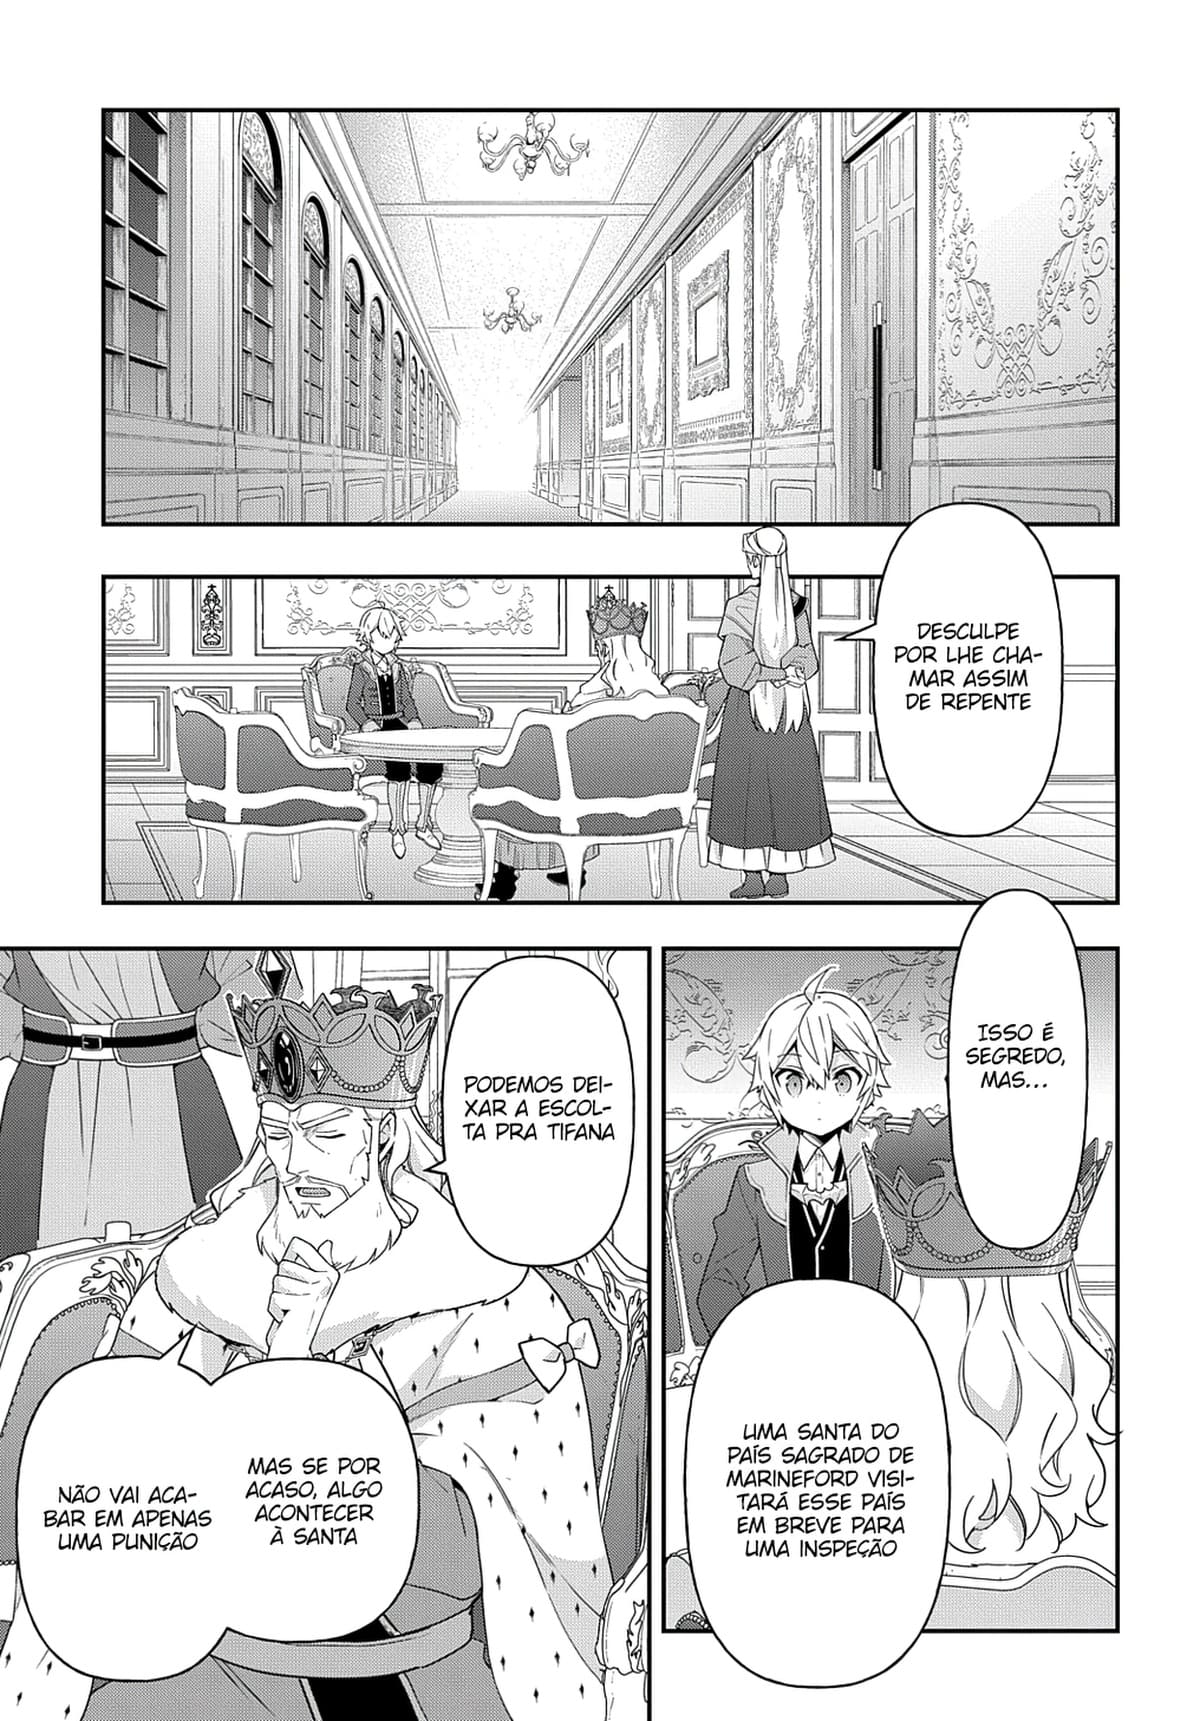 DESCULPE
POR LHE CHA-
MAR ASSIM
DE REPENTE
ISSO É
SEGREDO,
MAS...
UMA SANTA DO
PAÍS SAGRADO DE
MARINEFORD VISI-
TARÁ ESSE PAÍS
EM BREVE PARA
UMA INSPEÇÃO
PODEMOS DEI-
XAR A ESCOL-
TA PRA TIFANA
MAS SE POR
ACASO, ALGO
ACONTECER
À SANTA
NÃO VAI ACA-
BAR EM APENAS
UMA PUNIÇÃO